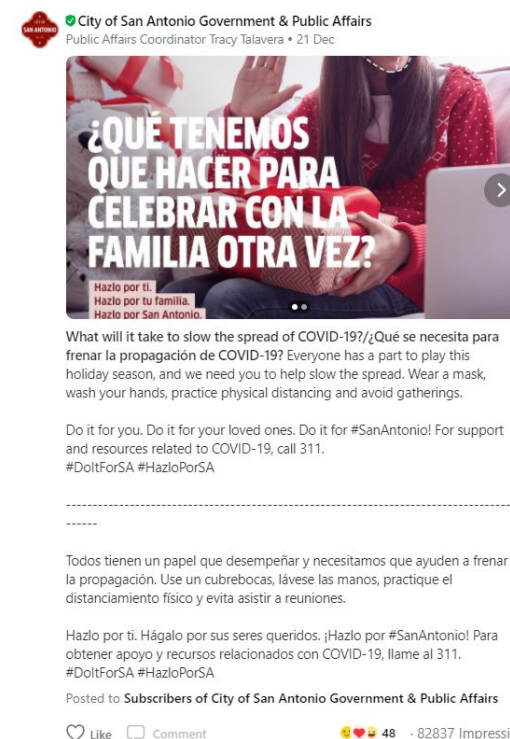 SAN ANTONIO
City of San Antonio Government & Public Affairs
Public Affairs Coordinator Tracy Talavera • 21 Dec
¿QUÉ TENEMOS
QUE HACER PARA
CELEBRAR CON LA
FAMILIA OTRA VEZ?
Hazlo por ti.
Hazlo por tu familia.
Hazlo por San Antonio.
What will it take to slow the spread of COVID-19?/¿Qué se necesita para
frenar la propagación de COVID-19? Everyone has a part to play this
holiday season, and we need you to help slow the spread. Wear a mask,
wash your hands, practice physical distancing and avoid gatherings.
Do it for you. Do it for your loved ones. Do it for #SanAntonio! For support
and resources related to COVID-19, call 311.
#DoItForSA #HazloPorSA
------------------------------------------------------------------------------------
------
Todos tienen un papel que desempeñar y necesitamos que ayuden a frenar
la propagación. Use un cubrebocas, lávese las manos, practique el
distanciamiento físico y evita asistir a reuniones.
Hazlo por ti. Hágalo por sus seres queridos. ¡Hazlo por #SanAntonio! Para
obtener apoyo y recursos relacionados con COVID-19, llame al 311.
#DoItForSA #HazloPorSA
Posted to Subscribers of City of San Antonio Government & Public Affairs
Like Comment 48 · 82837 Impressi